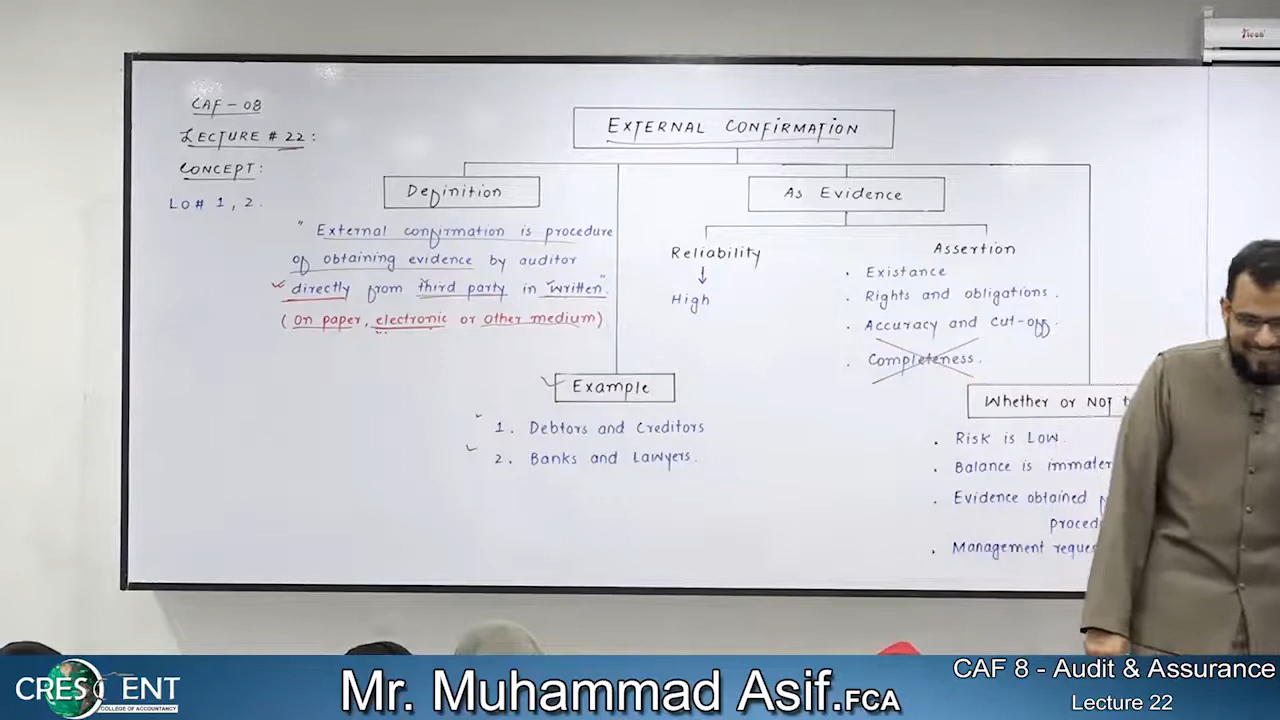 CAF - 08
LECTURE # 22:
CONCEPT:
LO# 1, 2.
EXTERNAL CONFIRMATION
Definition
" External confirmation is procedure
of obtaining evidence by auditor
directly from third party in written".
(On paper, electronic or other medium)
Example
1. Debtors and Creditors
2. Banks and Lawyers.
As Evidence
Reliability
↓
High
Assertion
· Existance
· Rights and obligations.
· Accuracy and Cut-off.
· Completeness.
Whether or NOT
· Risk is Low.
· Balance is
· Evidence obtained
· Management
CRESCENT
COLLEGE OF ACCOUNTANCY
Mr. Muhammad Asif.FCA
CAF 8 - Audit & Assurance
Lecture 22